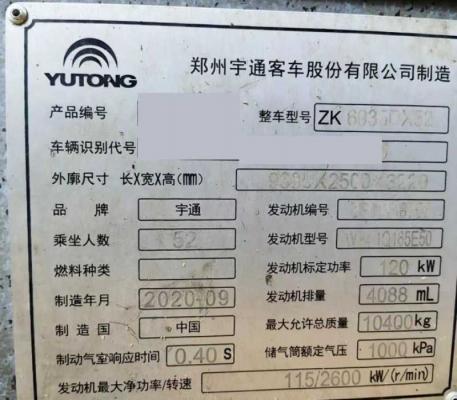 YUTONG
郑州宇通客车股份有限公司制造
产品编号 整车型号 ZK
车辆识别代号
外廓尺寸 长X宽X高(mm)
品牌 宇通 发动机编号
乘坐人数 52 发动机型号
燃料种类 发动机标定功率 120 kW
制造年月 2020-09 发动机排量 4088 mL
制造国 中国 最大允许总质量 10400kg
制动气室响应时间 0.40 S 储气筒额定气压 1000 kPa
发动机最大净功率/转速 115/2600 kW/(r/min)